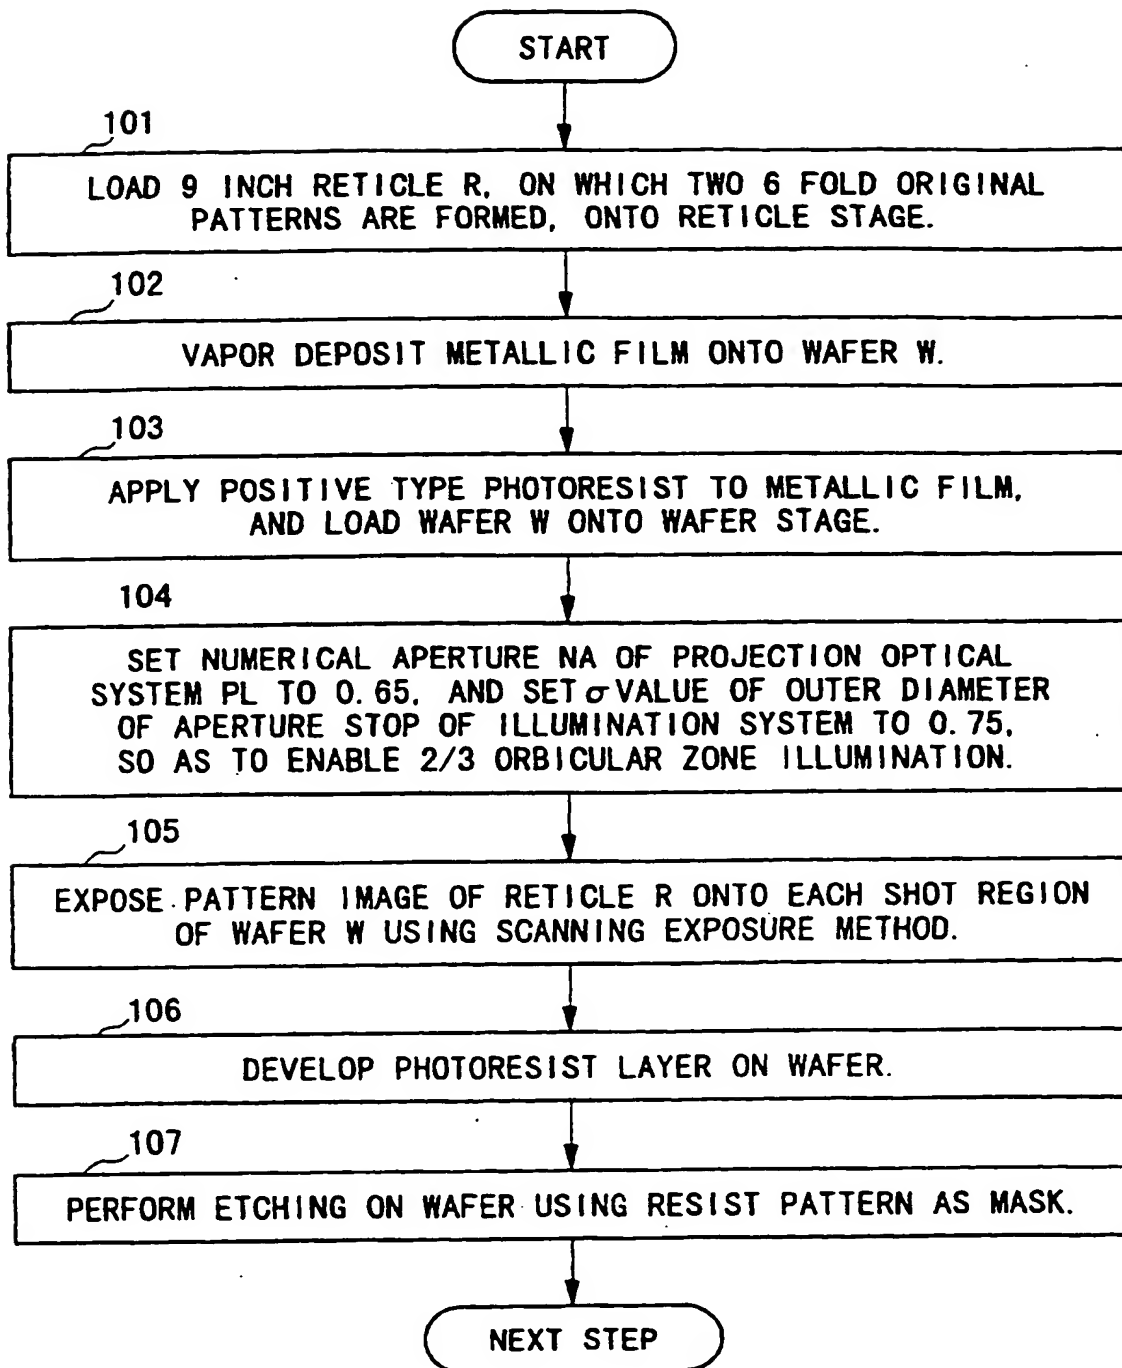 START
101
LOAD 9 INCH RETICLE R, ON WHICH TWO 6 FOLD ORIGINAL
PATTERNS ARE FORMED, ONTO RETICLE STAGE.
102
VAPOR DEPOSIT METALLIC FILM ONTO WAFER W.
103
APPLY POSITIVE TYPE PHOTORESIST TO METALLIC FILM,
AND LOAD WAFER W ONTO WAFER STAGE.
104
SET NUMERICAL APERTURE NA OF PROJECTION OPTICAL
SYSTEM PL TO 0.65, AND SET σ VALUE OF OUTER DIAMETER
OF APERTURE STOP OF ILLUMINATION SYSTEM TO 0.75,
SO AS TO ENABLE 2/3 ORBICULAR ZONE ILLUMINATION.
105
EXPOSE PATTERN IMAGE OF RETICLE R ONTO EACH SHOT REGION
OF WAFER W USING SCANNING EXPOSURE METHOD.
106
DEVELOP PHOTORESIST LAYER ON WAFER.
107
PERFORM ETCHING ON WAFER USING RESIST PATTERN AS MASK.
NEXT STEP